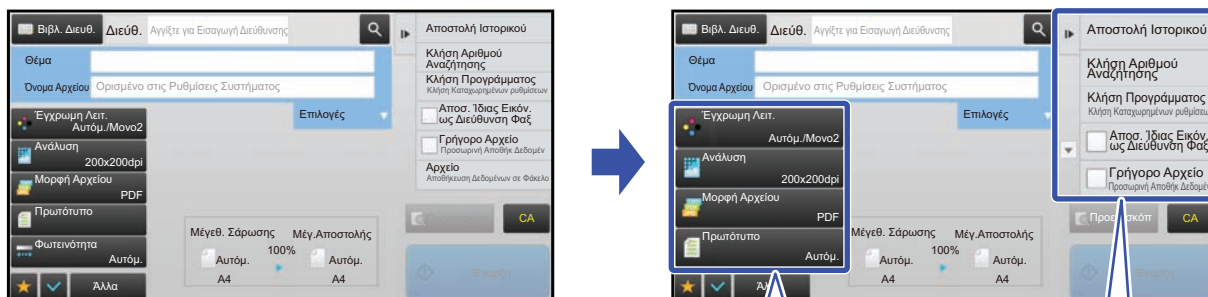 Βιβλ. Διευθ.
Διεύθ.
Αγγίξτε για Εισαγωγή Διεύθυνσης
Θέμα
Όνομα Αρχείου
Ορισμένο στις Ρυθμίσεις Συστήματος
Επιλογές
Έγχρωμη Λειτ.
Αυτόμ./Μονο2
Ανάλυση
200x200dpi
Μορφή Αρχείου
PDF
Πρωτότυπο
Φωτεινότητα
Αυτόμ.
Άλλα
Μέγεθ. Σάρωσης
Μέγ.Αποστολής
100%
Αυτόμ.
Αυτόμ.
A4
A4
Αποστολή Ιστορικού
Κλήση Αριθμού
Αναζήτησης
Κλήση Προγράμματος
Κλήση Καταχωρημένων ρυθμίσεων
Αποσ. Ίδιας Εικόν.
ως Διεύθυνση Φαξ
Γρήγορο Αρχείο
Προσωρινή Αποθήκ Δεδομέν
Αρχείο
Αποθήκευση Δεδομένων σε Φάκελο
CA
Έναρξη
Βιβλ. Διευθ.
Διεύθ.
Αγγίξτε για Εισαγωγή Διεύθυνσης
Θέμα
Όνομα Αρχείου
Ορισμένο στις Ρυθμίσεις Συστήματος
Επιλογές
Έγχρωμη Λειτ.
Αυτόμ./Μονο2
Ανάλυση
200x200dpi
Μορφή Αρχείου
PDF
Πρωτότυπο
Αυτόμ.
Μέγεθ. Σάρωσης
Μέγ.Αποστολής
100%
Αυτόμ.
Αυτόμ.
A4
A4
Αποστολή Ιστορικού
Κλήση Αριθμού
Αναζήτησης
Κλήση Προγράμματος
Κλήση Καταχωρημένων ρυθμίσεω
Αποσ. Ίδιας Εικόν.
ως Διεύθυνση Φαξ
Γρήγορο Αρχείο
Προσωρινή Αποθήκ Δεδομέν
CA
Έναρξη